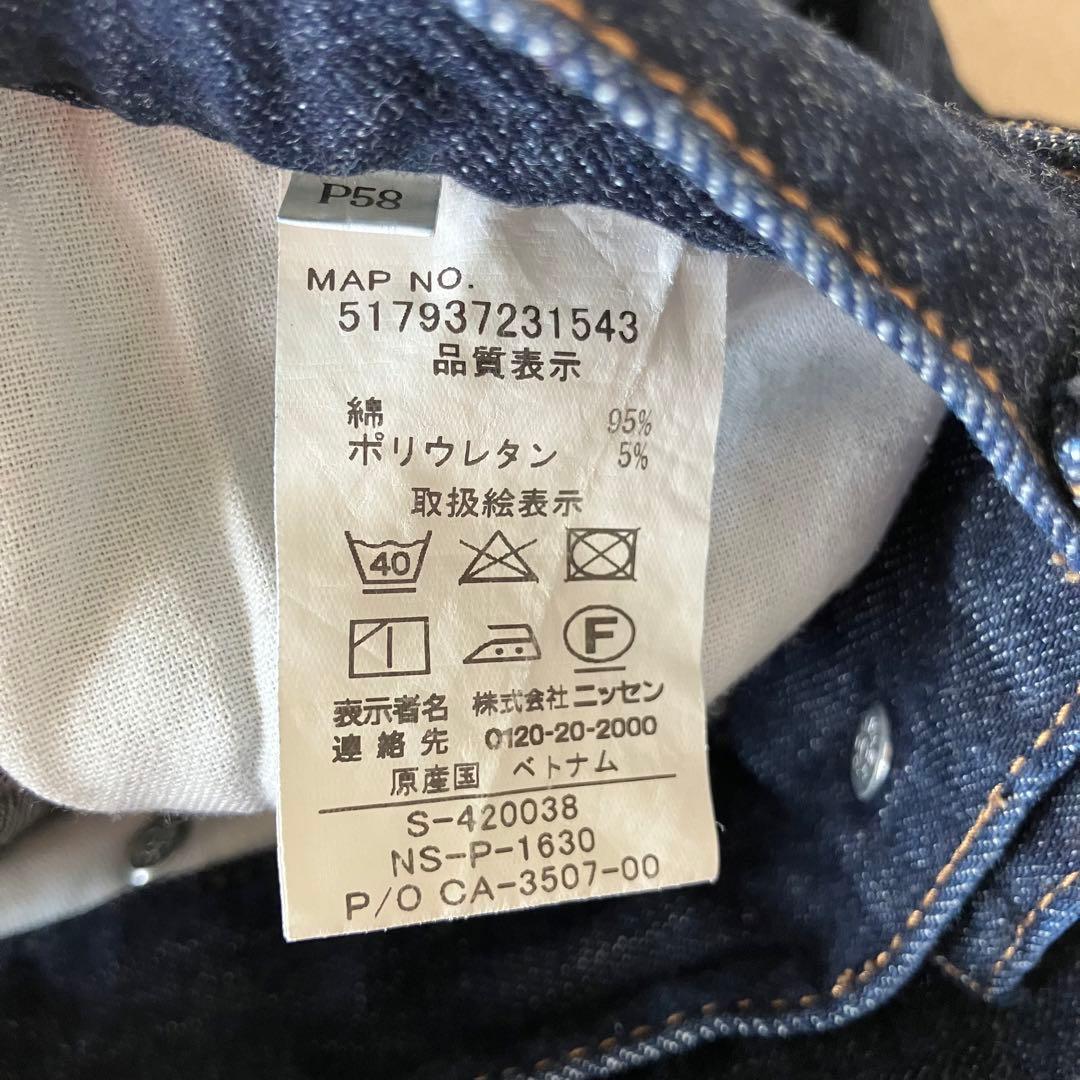 P58
MAP NO.
517937231543
品質表示
綿 95%
ポリウレタン 5%
取扱絵表示
40
F
表示者名 株式会社ニッセン
連絡先 0120-20-2000
原産国 ベトナム
S-420038
NS-P-1630
P/O CA-3507-00